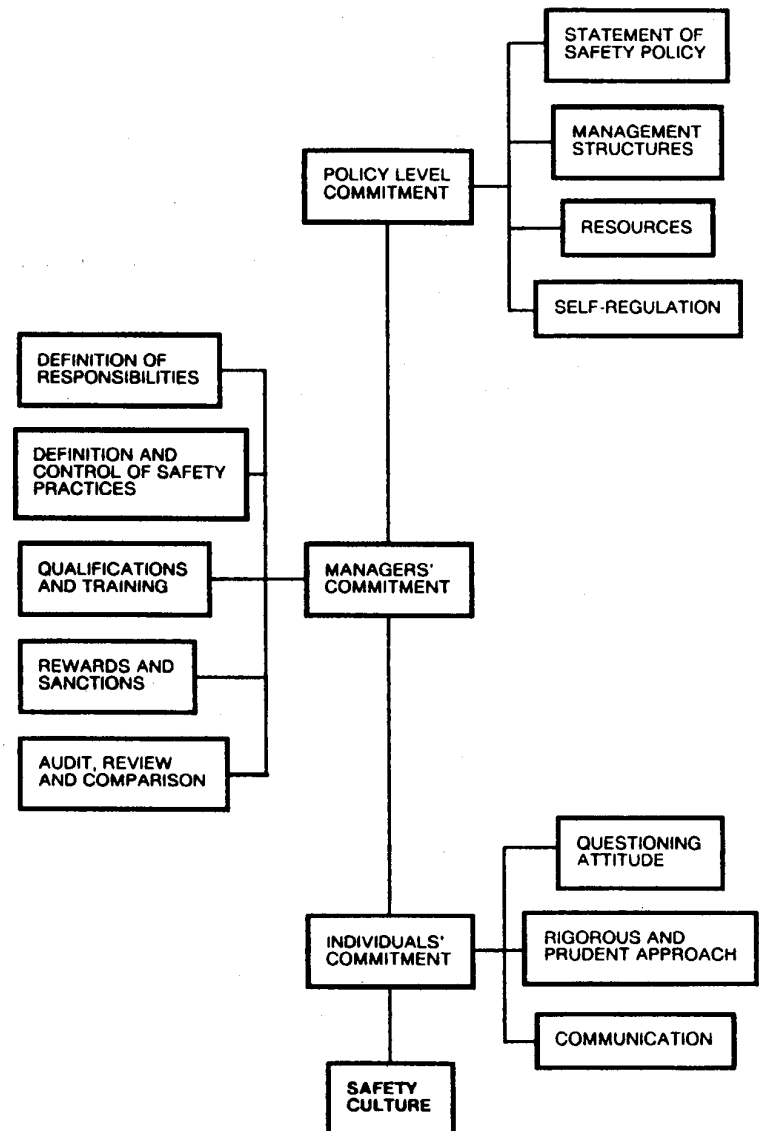 STATEMENT OF
SAFETY POLICY
MANAGEMENT
STRUCTURES
POLICY LEVEL
COMMITMENT
RESOURCES
SELF-REGULATION
DEFINITION OF
RESPONSIBILITIES
DEFINITION AND
CONTROL OF SAFETY
PRACTICES
QUALIFICATIONS
AND TRAINING
MANAGERS'
COMMITMENT
REWARDS AND
SANCTIONS
AUDIT, REVIEW
AND COMPARISON
QUESTIONING
ATTITUDE
INDIVIDUALS'
COMMITMENT
RIGOROUS AND
PRUDENT APPROACH
COMMUNICATION
SAFETY
CULTURE